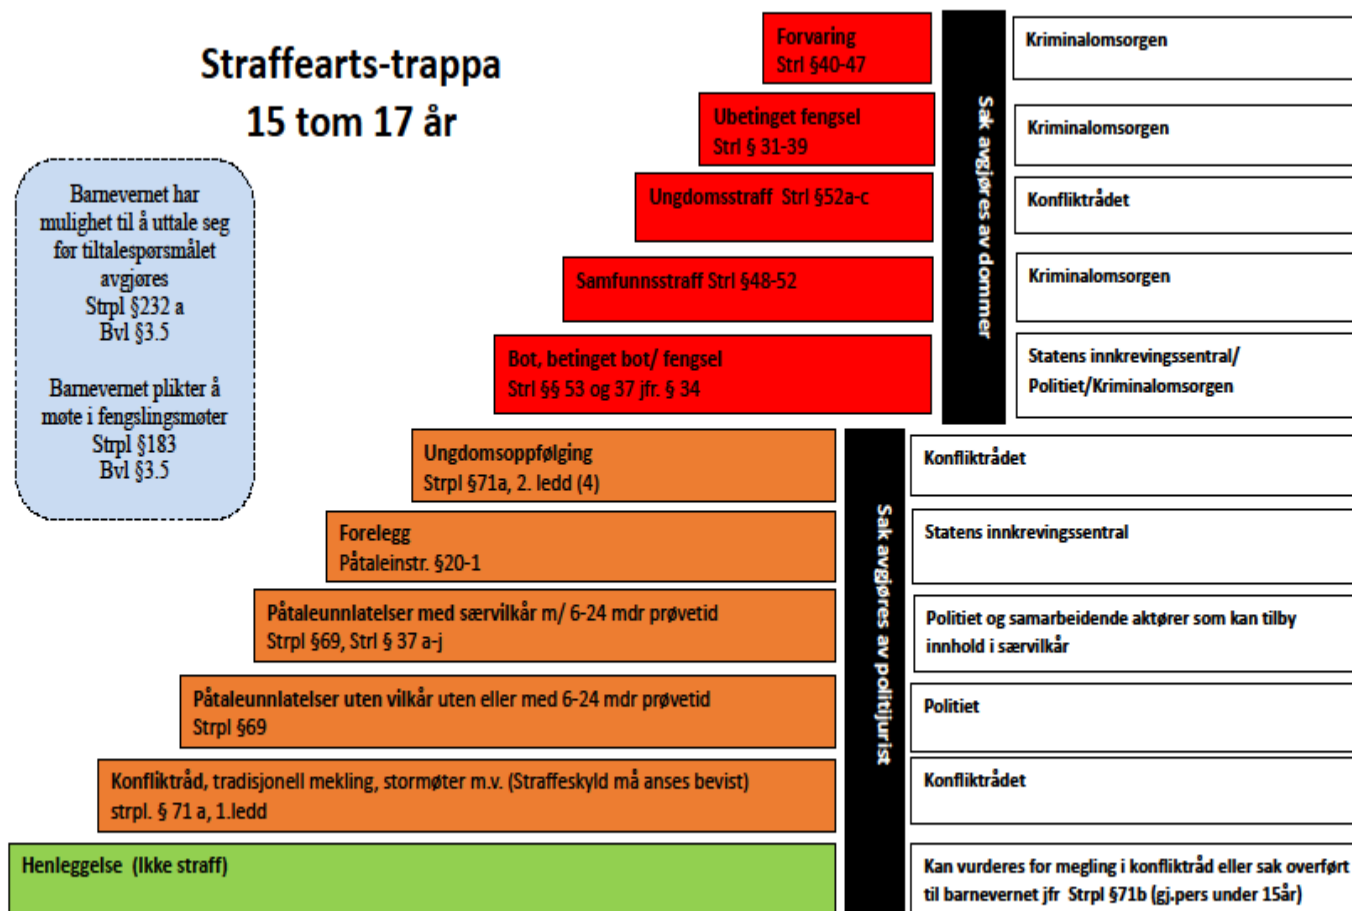 Straffearts-trappa
15 tom 17 år
Barnevernet har
mulighet til å uttale seg
før tiltalespørsmålet
avgjøres
Strpl §232 a
Bvl §3.5
Barnevernet plikter å
møte i fengslingsmøter
Strpl §183
Bvl §3.5
Forvaring
Strl §40-47
Kriminalomsorgen
Ubetinget fengsel
Strl § 31-39
Kriminalomsorgen
Ungdomsstraff Strl §52a-c
Konfliktrådet
Samfunnsstraff Strl §48-52
Kriminalomsorgen
Bot, betinget bot/ fengsel
Strl §§ 53 og 37 jfr. § 34
Statens innkrevingssentral/
Politiet/Kriminalomsorgen
Sak avgjøres av dommer
Ungdomsoppfølging
Strpl §71a, 2. ledd (4)
Konfliktrådet
Forelegg
Påtaleinstr. §20-1
Statens innkrevingssentral
Påtaleunnlatelser med særvilkår m/ 6-24 mdr prøvetid
Strpl §69, Strl § 37 a-j
Politiet og samarbeidende aktører som kan tilby
innhold i særvilkår
Påtaleunnlatelser uten vilkår uten eller med 6-24 mdr prøvetid
Strpl §69
Politiet
Konfliktråd, tradisjonell mekling, stormøter m.v. (Straffeskyld må anses bevist)
strpl. § 71 a, 1.ledd
Konfliktrådet
Henleggelse (Ikke straff)
Kan vurderes for megling i konfliktråd eller sak overført
til barnevernet jfr Strpl §71b (gj.pers under 15år)
Sak avgjøres av politijurist